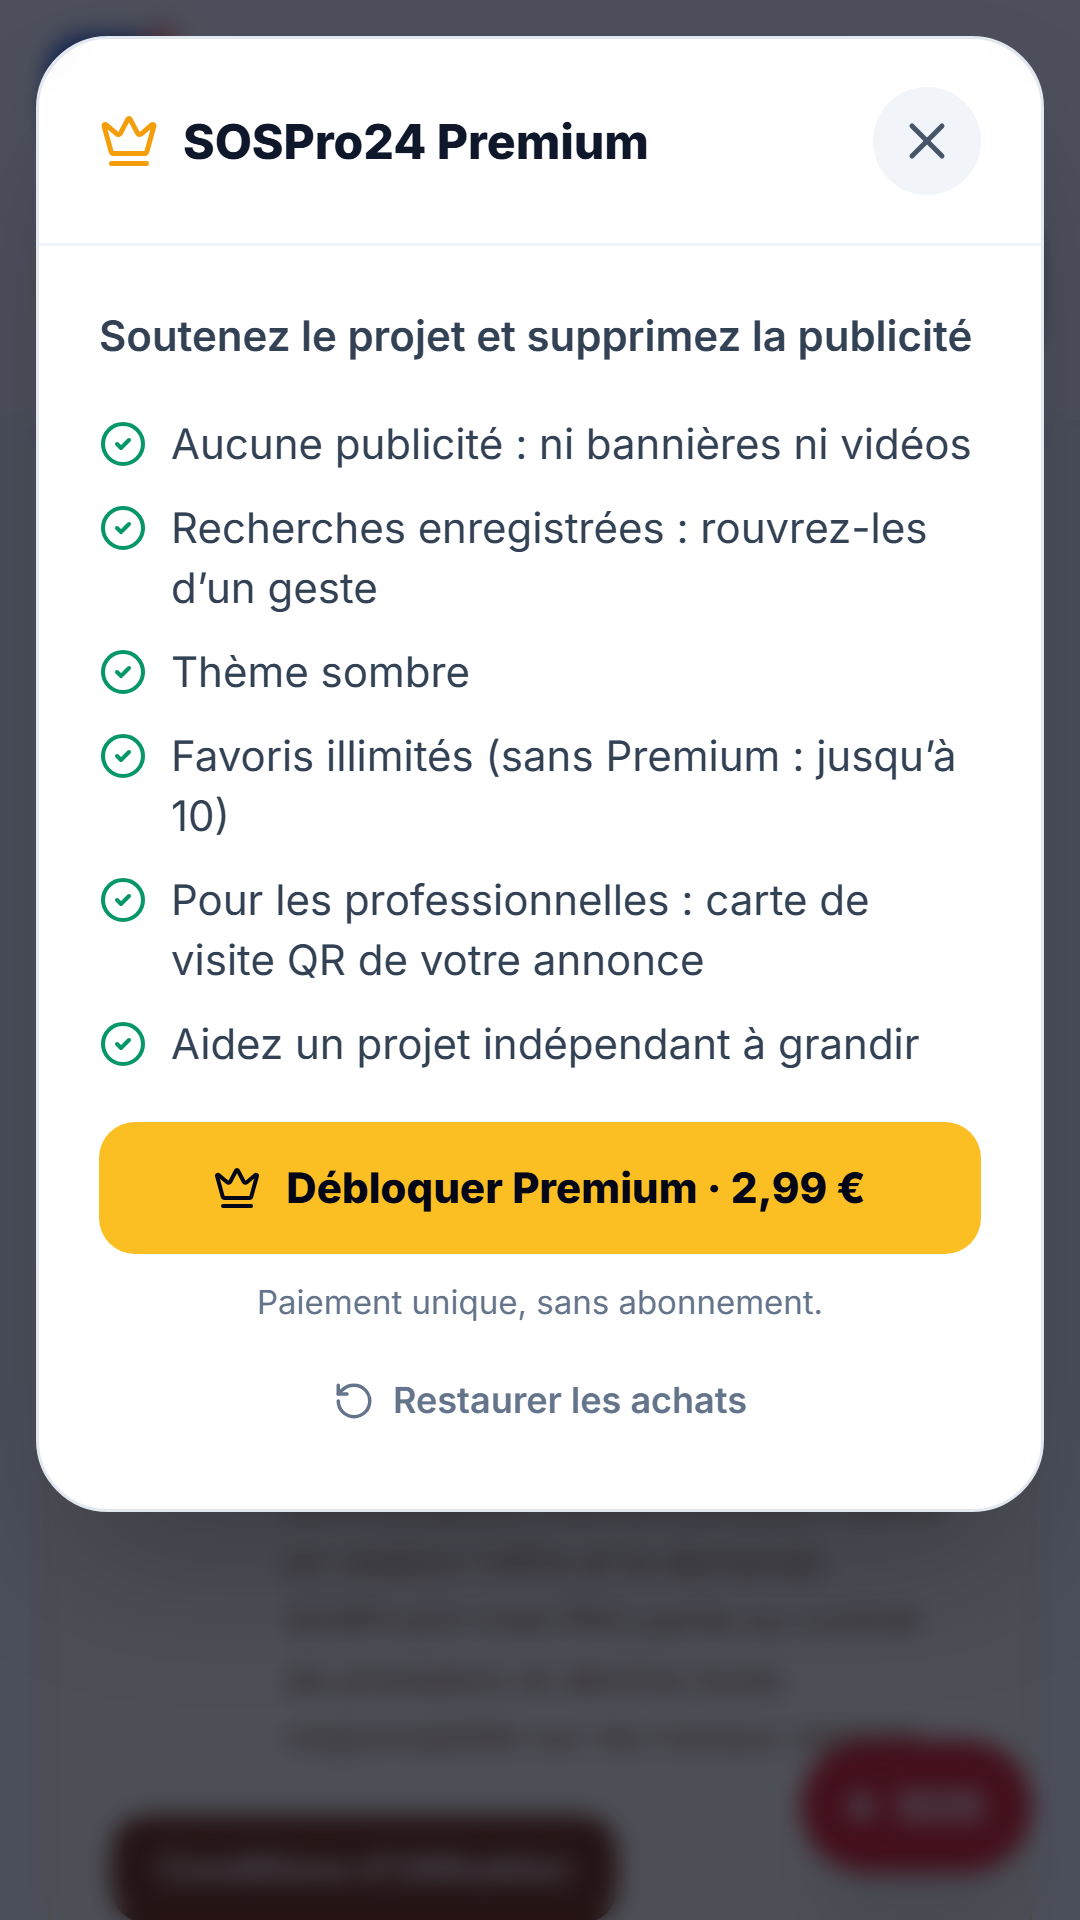 SOSPro24 Premium
Soutenez le projet et supprimez la publicité
Aucune publicité : ni bannières ni vidéos
Recherches enregistrées : rouvrez-les
d’un geste
Thème sombre
Favoris illimités (sans Premium : jusqu’à
10)
Pour les professionnelles : carte de
visite QR de votre annonce
Aidez un projet indépendant à grandir
Débloquer Premium · 2,99 €
Paiement unique, sans abonnement.
Restaurer les achats